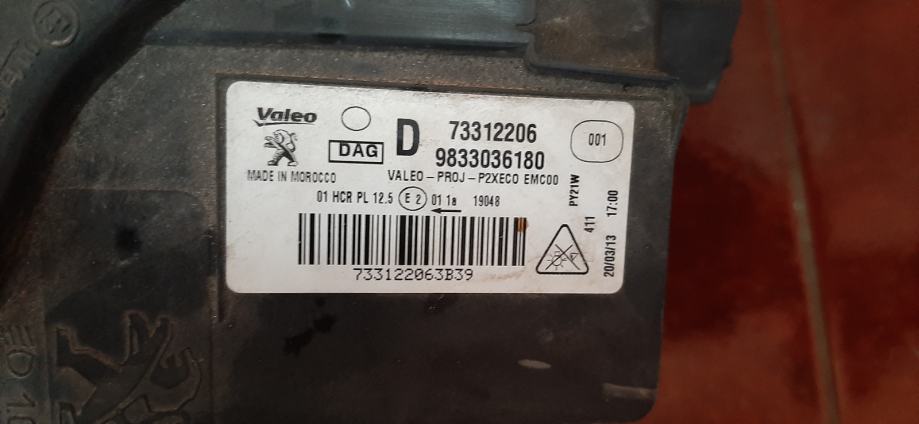 Valeo
DAG
D
73312206
9833036180
001
MADE IN MOROCCO
VALEO - PROJ - P2XECO EMC00
01 HCR PL 12.5 E2 01 1a 19048
733122063B39
PY21W
411
20/03/13 17:00